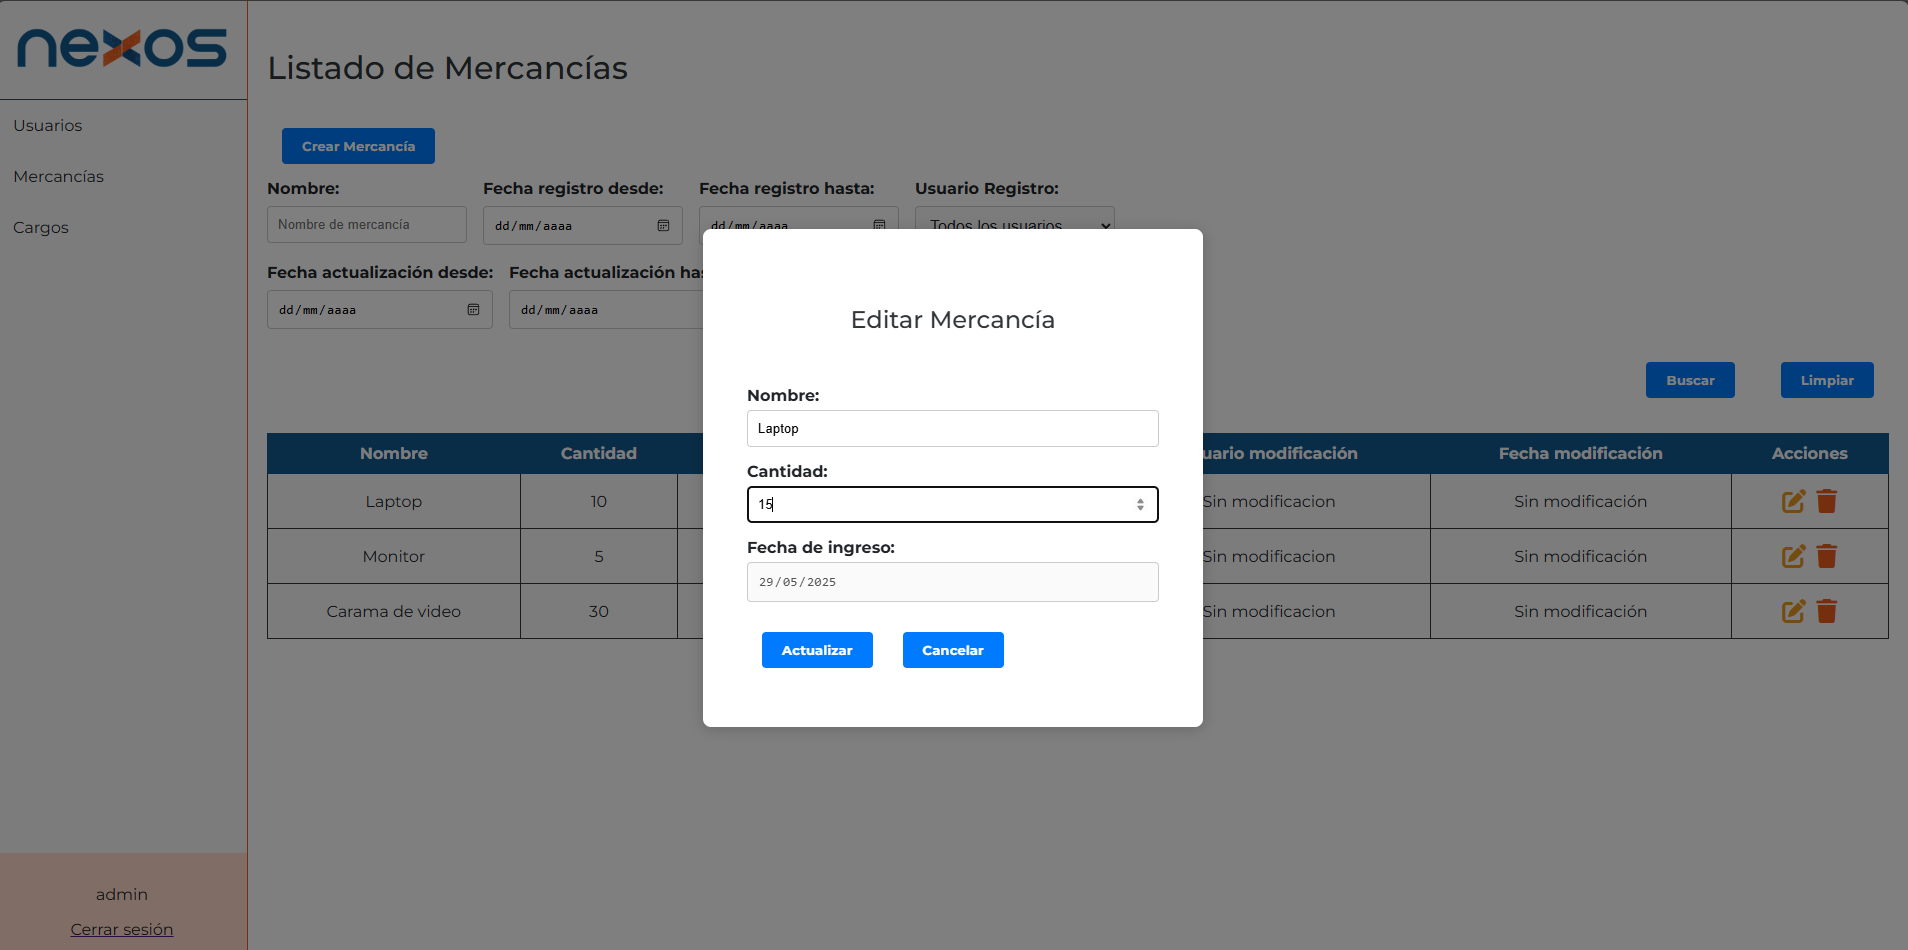 nexos
Usuarios
Mercancías
Cargos
admin
Cerrar sesión
Listado de Mercancías
Crear Mercancía
Nombre: Fecha registro desde: Fecha registro hasta: Usuario Registro:
Nombre de mercancía dd/mm/aaaa dd/mm/aaaa Todos los usuarios
Fecha actualización desde: Fecha actualización
dd/mm/aaaa dd/mm/aaaa
Buscar Limpiar
Nombre Cantidad modificación Fecha modificación Acciones
Laptop 10 Sin modificacion Sin modificación
Monitor 5 Sin modificacion Sin modificación
Carama de video 30 Sin modificacion Sin modificación
Editar Mercancía
Nombre:
Laptop
Cantidad:
15
Fecha de ingreso:
29/05/2025
Actualizar Cancelar